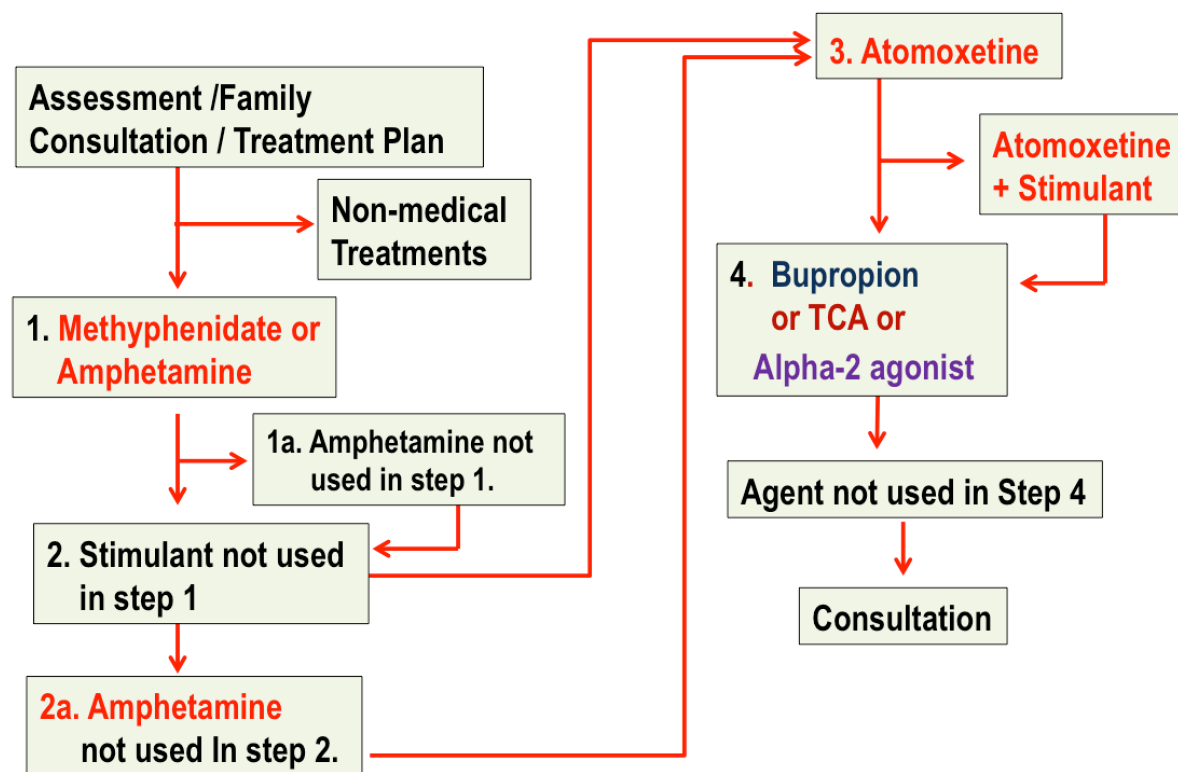 Assessment /Family
Consultation / Treatment Plan
Non-medical
Treatments
1. Methyphenidate or
Amphetamine
1a. Amphetamine not
used in step 1.
2. Stimulant not used
in step 1
2a. Amphetamine
not used In step 2.
3. Atomoxetine
Atomoxetine
+ Stimulant
4. Bupropion
or TCA or
Alpha-2 agonist
Agent not used in Step 4
Consultation